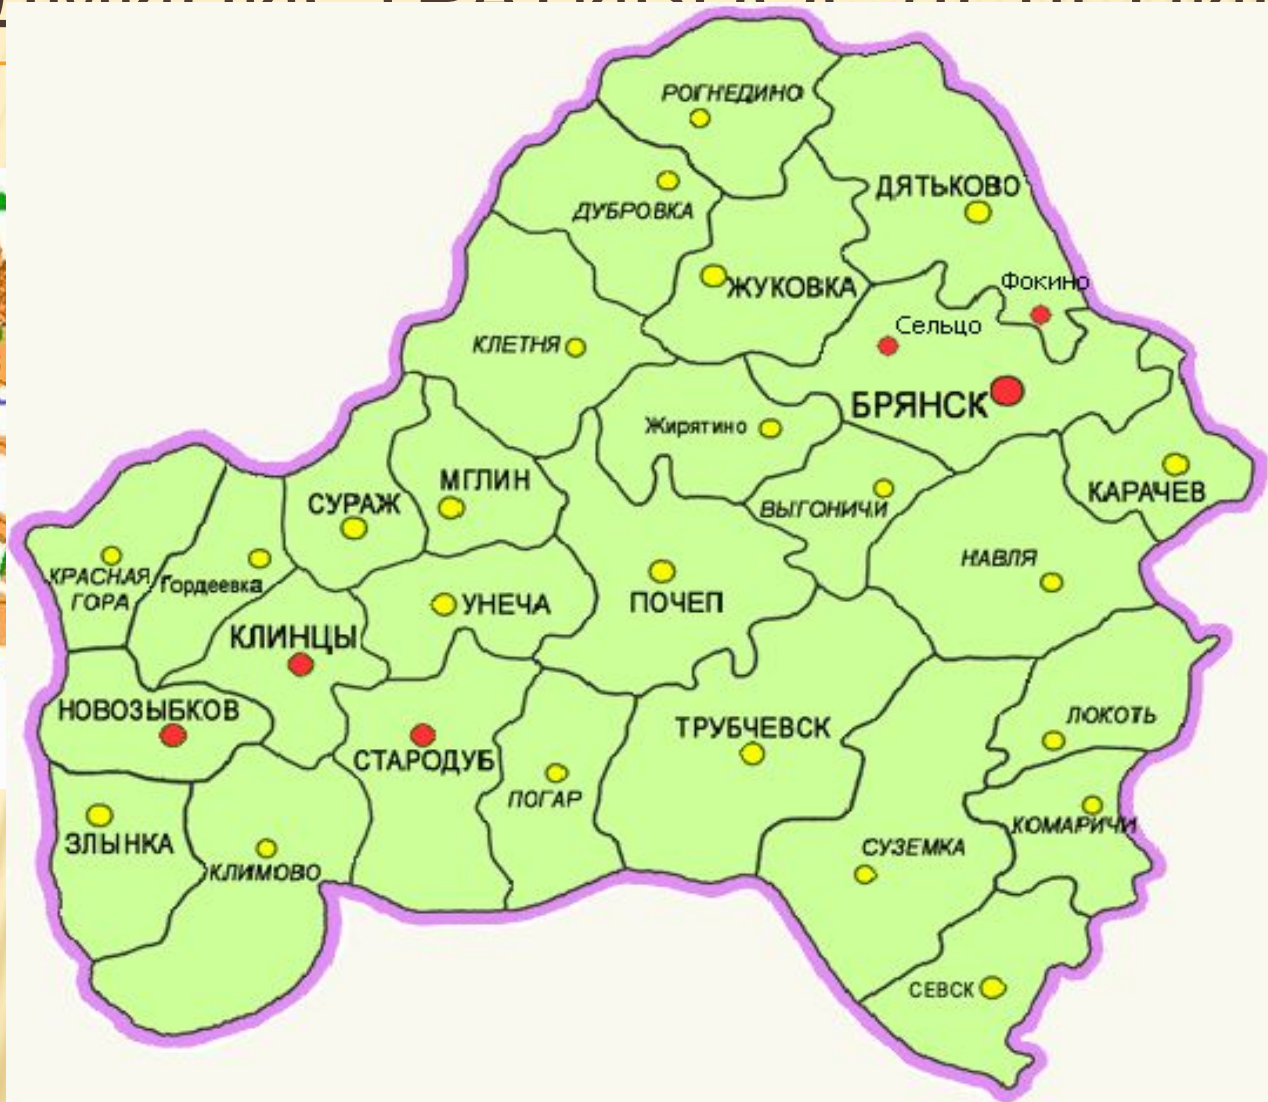 РОГНЕДИНО
ДЯТЬКОВО
ДУБРОВКА
Фокино
ЖУКОВКА
Сельцо
КЛЕТНЯ
БРЯНСК
Жирятино
МГЛИН
КАРАЧЕВ
СУРАЖ
ВЫГОНИЧИ
НАВЛЯ
КРАСНАЯ
ГОРА
Гордеевка
УНЕЧА
ПОЧЕП
КЛИНЦЫ
НОВОЗЫБКОВ
ЛОКОТЬ
ТРУБЧЕВСК
СТАРОДУБ
ПОГАР
КОМАРИЧИ
ЗЛЫНКА
СУЗЕМКА
КЛИМОВО
СЕВСК